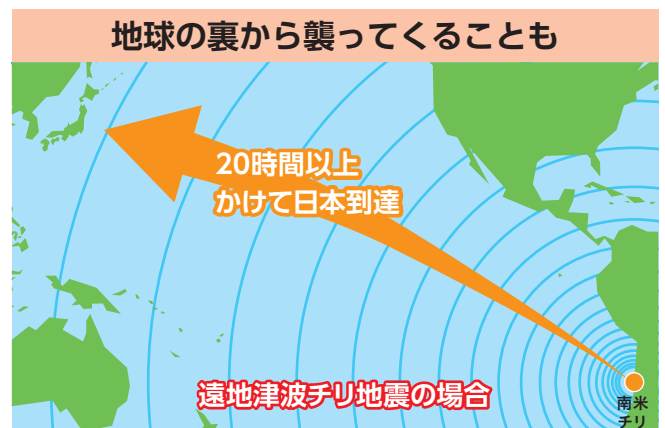 地球の裏から襲ってくることも
20時間以上
かけて日本到達
遠地津波チリ地震の場合
南米
チリ